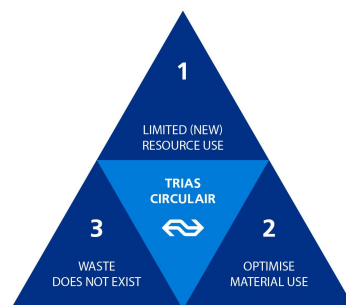 1
LIMITED (NEW)
RESOURCE USE
TRIAS
CIRCULAIR
3
WASTE
DOES NOT EXIST
2
OPTIMISE
MATERIAL USE